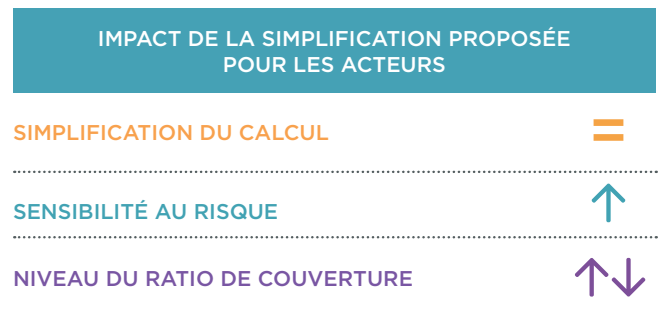 IMPACT DE LA SIMPLIFICATION PROPOSÉE
POUR LES ACTEURS
SIMPLIFICATION DU CALCUL =
SENSIBILITÉ AU RISQUE ↑
NIVEAU DU RATIO DE COUVERTURE ↑↓